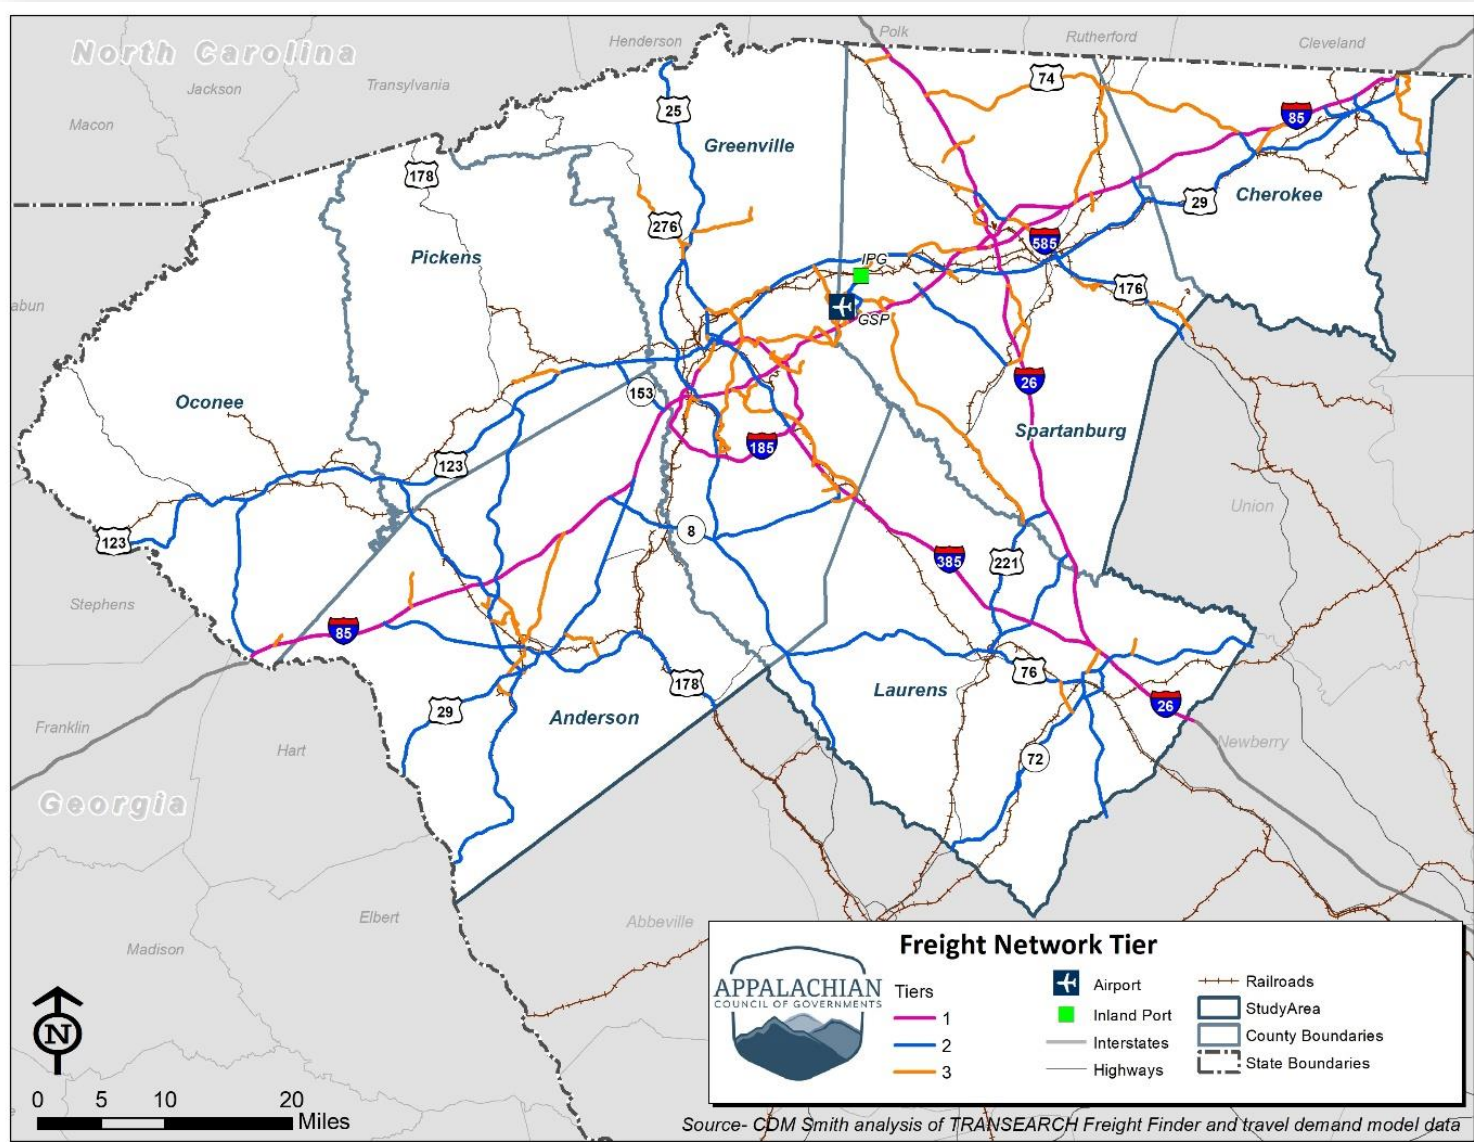 North Carolina
Henderson
Polk
Rutherford
Cleveland
Jackson
Transylvania
Macon
74
25
85
Greenville
178
29
Cherokee
276
585
Pickens
IPG
176
abun
GSP
26
153
Oconee
Spartanburg
185
123
Union
8
123
385
221
Stephens
85
76
178
Laurens
26
29
Anderson
Franklin
Hart
Newberry
72
Georgia
Elbert
Abbeville
Madison
Freight Network Tier
APPALACHIAN
COUNCIL OF GOVERNMENTS
Tiers
1
2
3
Airport
Inland Port
Interstates
Highways
Railroads
StudyArea
County Boundaries
State Boundaries
N
0 5 10 20
Miles
Source- CDM Smith analysis of TRANSEARCH Freight Finder and travel demand model data